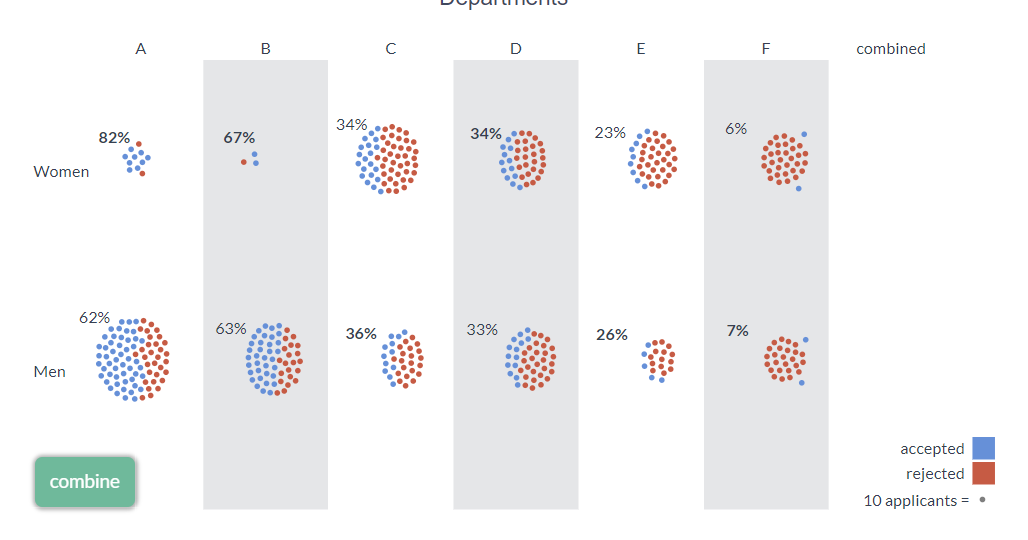 Departments
A B C D E F combined
82% 67% 34% 34% 23% 6%
Women
62% 63% 36% 33% 26% 7%
Men
combine
accepted
rejected
10 applicants =